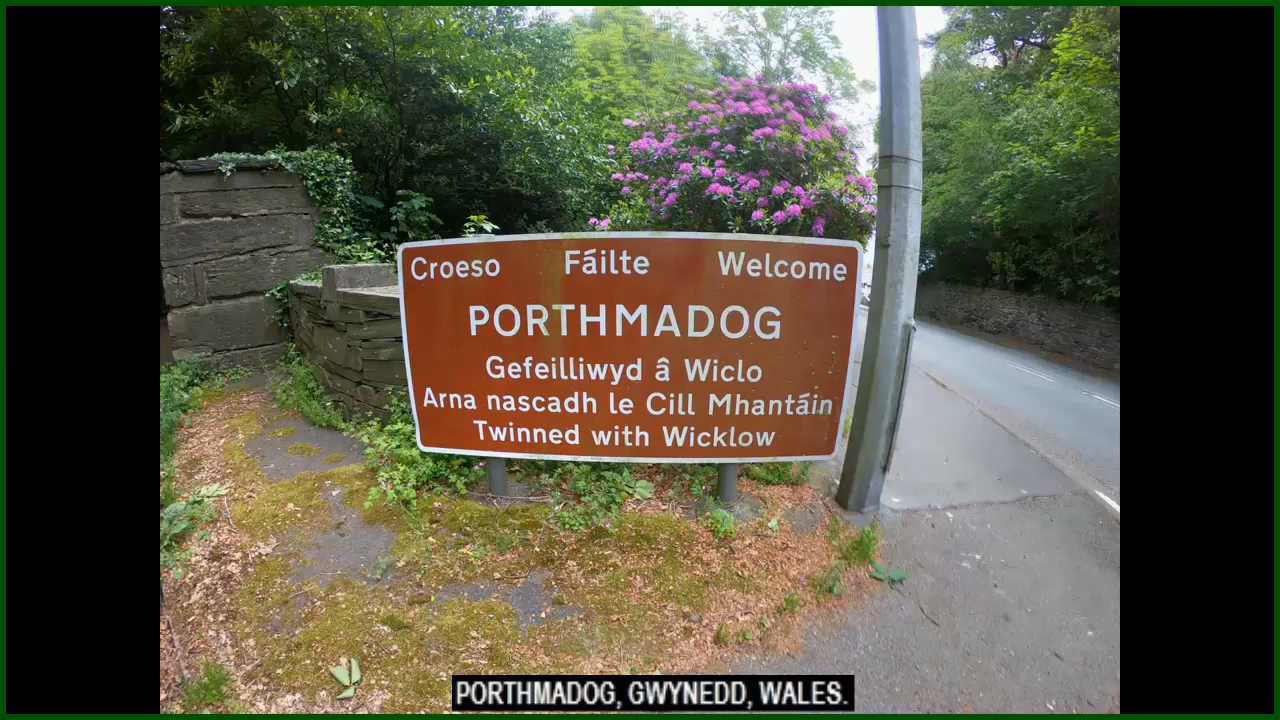 Croeso Fáilte Welcome
PORTHMADOG
Gefeilliwyd â Wiclo
Arna nascadh le Cill Mhantáin
Twinned with Wicklow
PORTHMADOG, GWYNEDD, WALES.